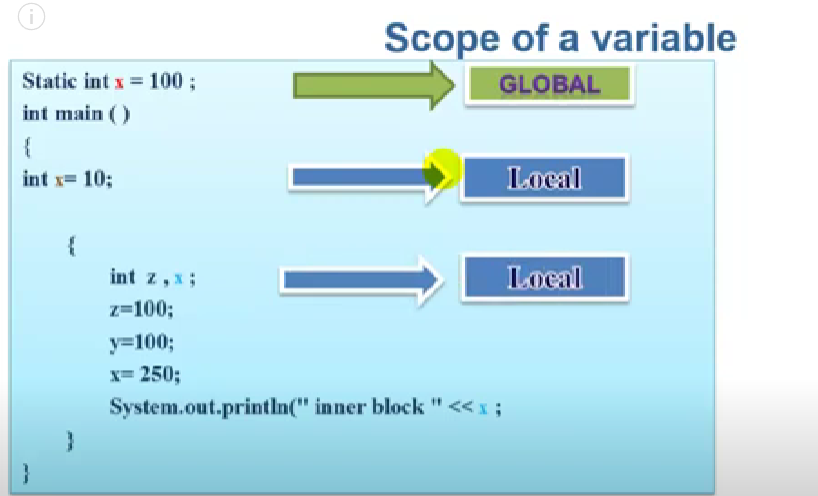 Scope of a variable
Static int x = 100 ;
GLOBAL
int main ( )
{
int x= 10;
Local
{
int z , x ;
Local
z=100;
y=100;
x= 250;
System.out.println(" inner block " << x ;
}
}